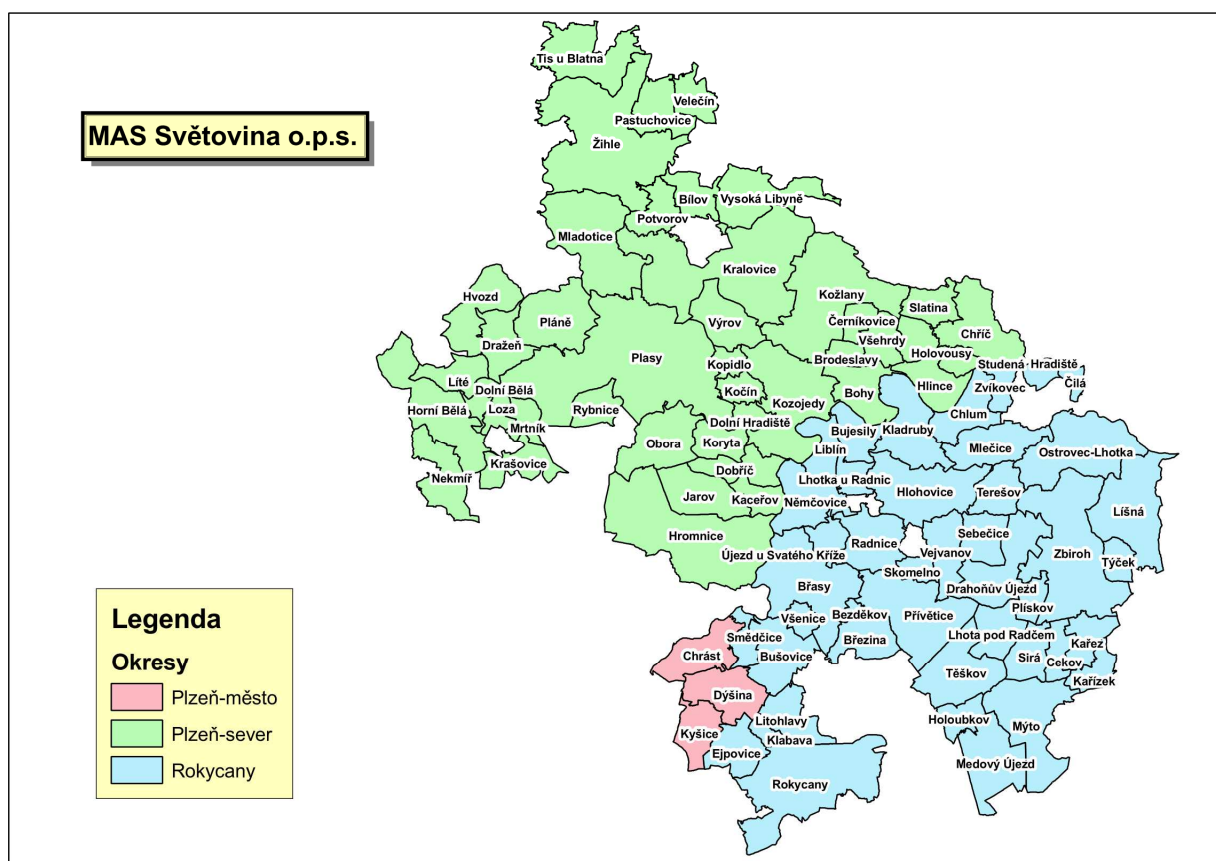 MAS Světovina o.p.s.
Tis u Blatna
Velečín
Pastuchovice
Žihle
Bílov
Vysoká Libyně
Potvorov
Mladotice
Kralovice
Hvozd
Kožlany
Slatina
Pláně
Výrov
Černíkovice
Chříč
Všehrdy
Dražeň
Plasy
Kopidlo
Brodeslavy
Holovousy
Studená
Hradiště
Líté
Dolní Bělá
Kočín
Bohy
Hlince
Zvíkovec
Čilá
Horní Bělá
Loza
Rybnice
Kozojedy
Chlum
Mrtník
Dolní Hradiště
Bujesily
Kladruby
Obora
Koryta
Liblín
Mlečice
Ostrovec-Lhotka
Krašovice
Dobříč
Nekmíř
Lhotka u Radnic
Hlohovice
Terešov
Jarov
Kaceřov
Němčovice
Líšná
Hromnice
Sebečice
Újezd u Svatého Kříže
Radnice
Vejvanov
Zbiroh
Týček
Skomelno
Břasy
Drahoňův Újezd
Plískov
Všenice
Bezděkov
Přívětice
Smědčice
Březina
Lhota pod Radčem
Kařez
Chrást
Bušovice
Sirá
Cekov
Těškov
Kařízek
Dýšina
Litohlavy
Holoubkov
Mýto
Kyšice
Klabava
Ejpovice
Medový Újezd
Rokycany
Legenda
Okresy
Plzeň-město
Plzeň-sever
Rokycany